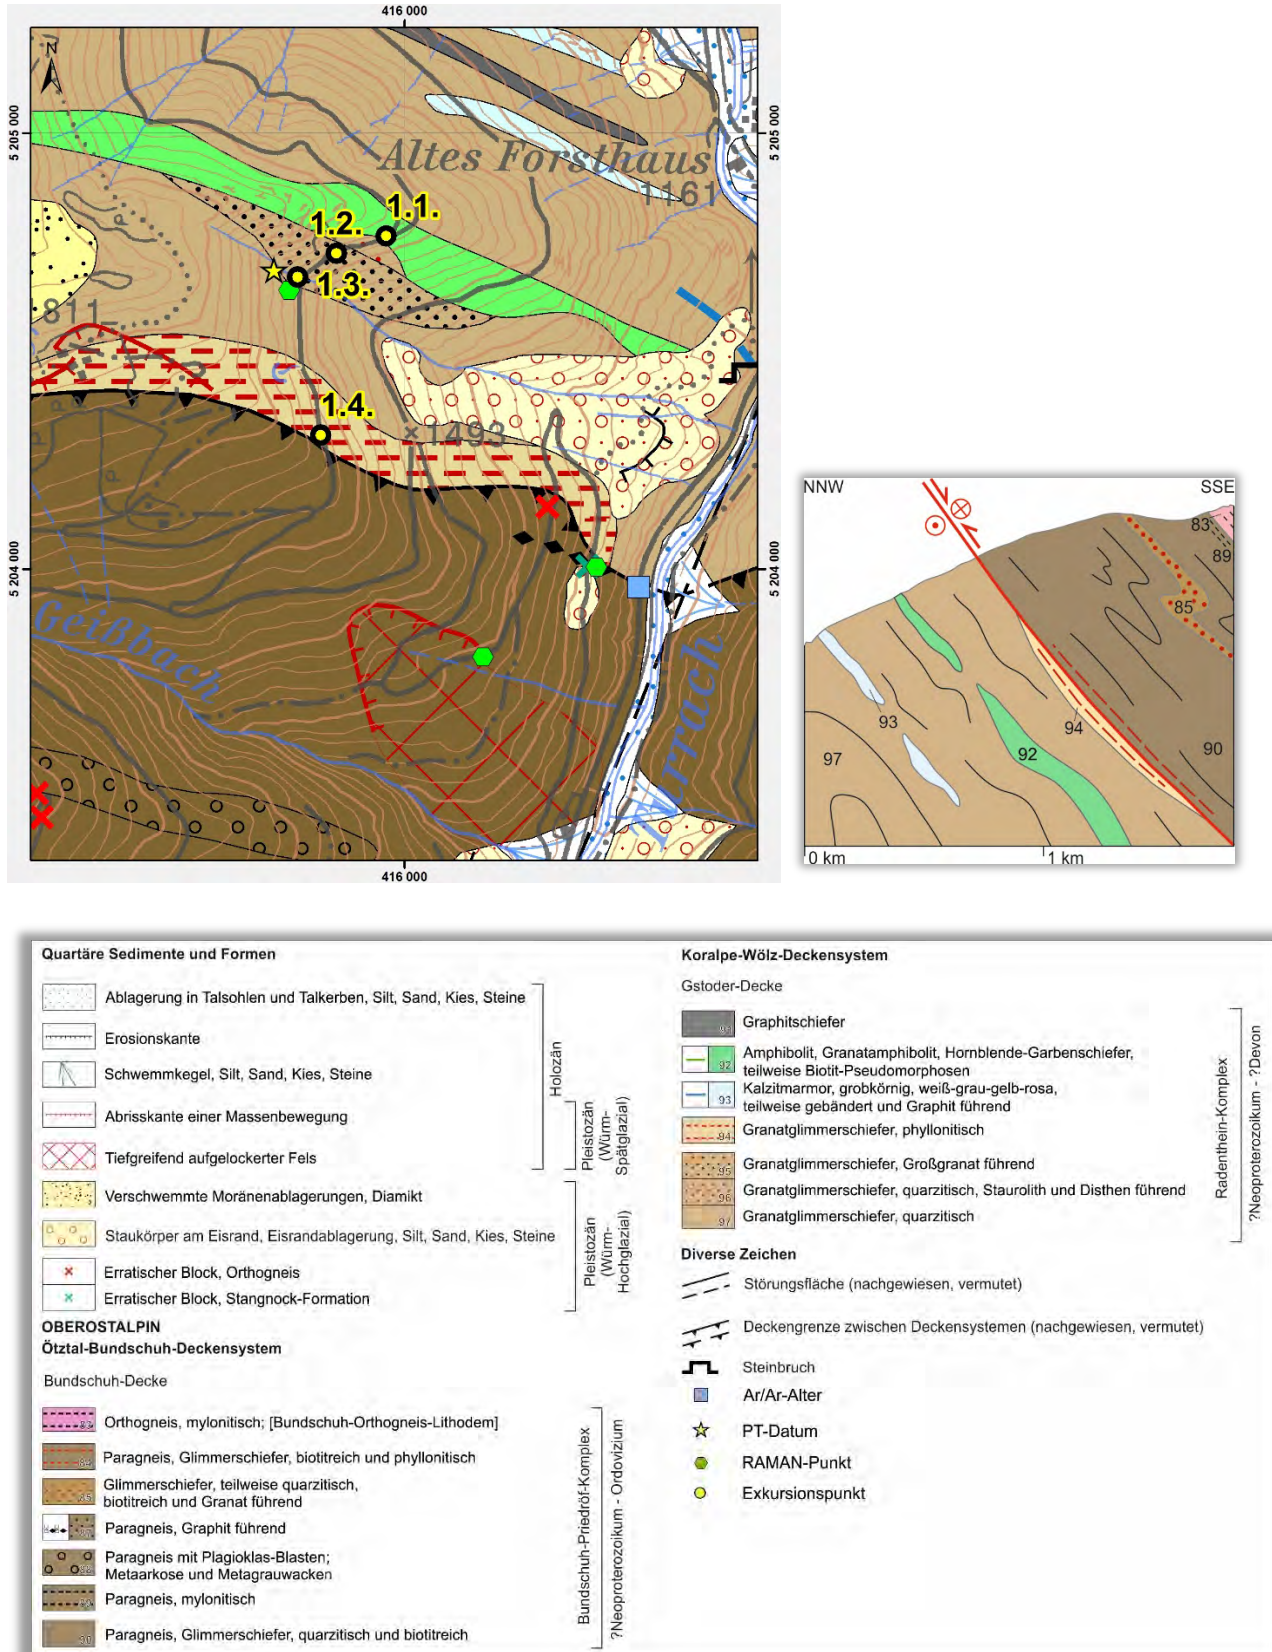 416 000
N
5 205 000
5 205 000
Altes Forsthaus
1161
1.1.
1.2.
1.3.
1811
1.4.
1493
5 204 000
5 204 000
Geißbach
416 000
NNW
SSE
83
89
85
93
94
97
92
90
0 km
1 km
Quartäre Sedimente und Formen
Ablagerung in Talsohlen und Talkerben, Silt, Sand, Kies, Steine
Erosionskante
Schwemmkegel, Silt, Sand, Kies, Steine
Abrisskante einer Massenbewegung
Tiefgreifend aufgelockerter Fels
Verschwemmte Moränenablagerungen, Diamikt
Staukörper am Eisrand, Eisrandablagerung, Silt, Sand, Kies, Steine
Erratischer Block, Orthogneis
Erratischer Block, Stangnock-Formation
Holozän
Pleistozän
(Würm-
Spätglazial)
Pleistozän
(Würm-
Hochglazial)
OBEROSTALPIN
Ötztal-Bundschuh-Deckensystem
Bundschuh-Decke
Orthogneis, mylonitisch; [Bundschuh-Orthogneis-Lithodem]
Paragneis, Glimmerschiefer, biotitreich und phyllonitisch
Glimmerschiefer, teilweise quarzitisch,
biotitreich und Granat führend
Paragneis, Graphit führend
Paragneis mit Plagioklas-Blasten;
Metaarkose und Metagrauwacken
Paragneis, mylonitisch
Paragneis, Glimmerschiefer, quarzitisch und biotitreich
Bundschuh-Priedröf-Komplex
?Neoproterozoikum - Ordovizium
Koralpe-Wölz-Deckensystem
Gstoder-Decke
Graphitschiefer
92
Amphibolit, Granatamphibolit, Hornblende-Garbenschiefer,
teilweise Biotit-Pseudomorphosen
93
Kalzitmarmor, grobkörnig, weiß-grau-gelb-rosa,
teilweise gebändert und Graphit führend
94
Granatglimmerschiefer, phyllonitisch
95
Granatglimmerschiefer, Großgranat führend
96
Granatglimmerschiefer, quarzitisch, Staurolith und Disthen führend
97
Granatglimmerschiefer, quarzitisch
Radenthein-Komplex
?Neoproterozoikum - ?Devon
Diverse Zeichen
Störungsfläche (nachgewiesen, vermutet)
Deckengrenze zwischen Deckensystemen (nachgewiesen, vermutet)
Steinbruch
Ar/Ar-Alter
PT-Datum
RAMAN-Punkt
Exkursionspunkt